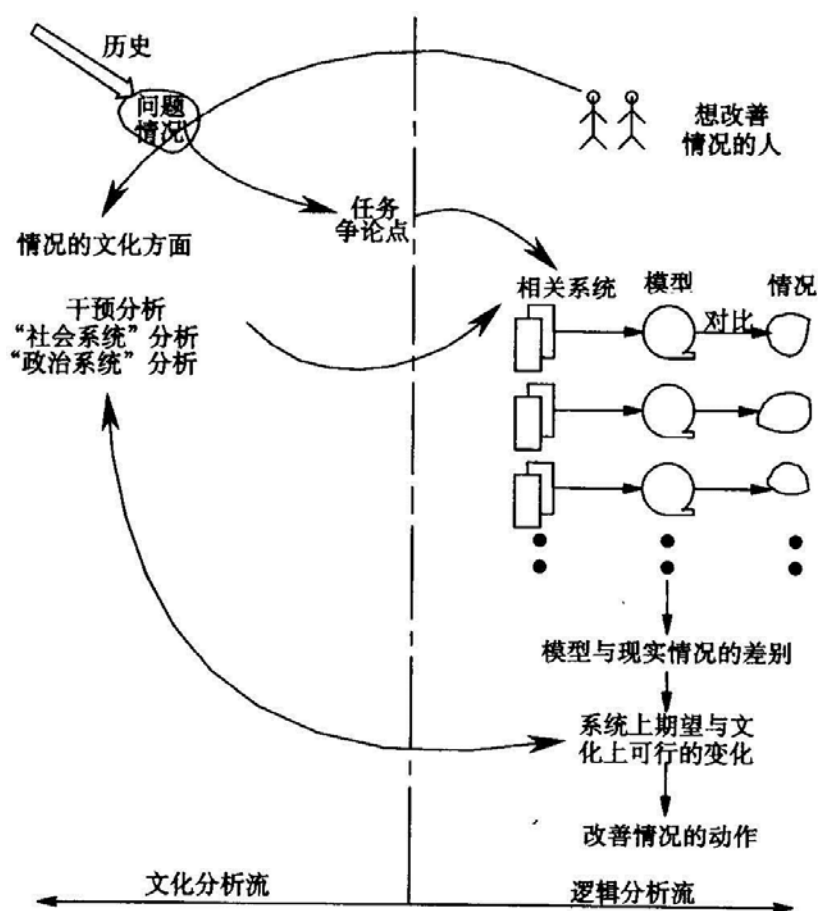 历史
问题
情况
想改善
情况的人
任务
争论点
情况的文化方面
干预分析
“社会系统”分析
“政治系统”分析
相关系统
模型
情况
对比
模型与现实情况的差别
系统上期望与文
化上可行的变化
改善情况的动作
文化分析流
逻辑分析流